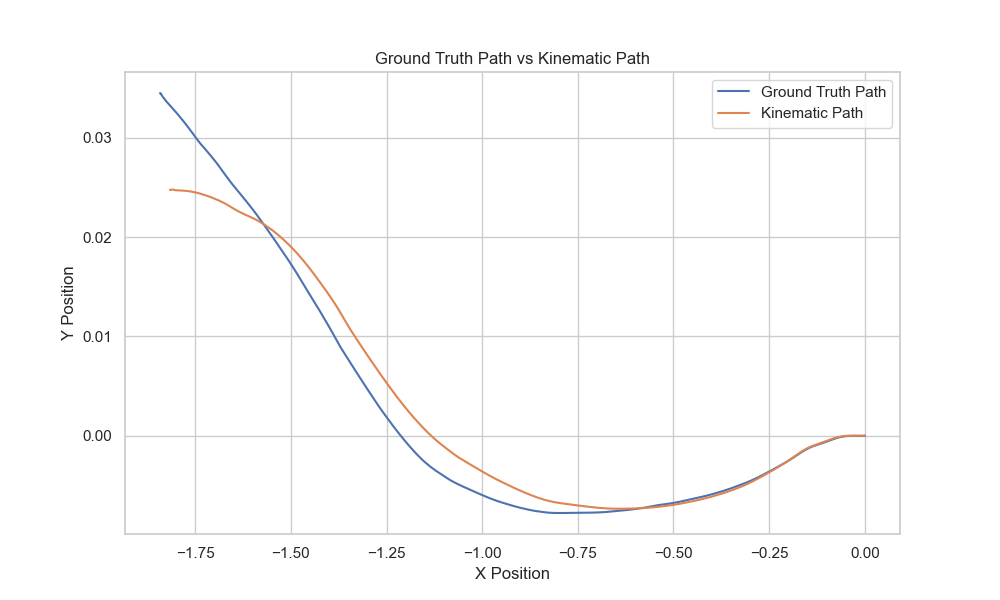 Ground Truth Path vs Kinematic Path
Ground Truth Path
Kinematic Path
Y Position
0.03
0.02
0.01
0.00
−1.75
−1.50
−1.25
−1.00
−0.75
−0.50
−0.25
0.00
X Position